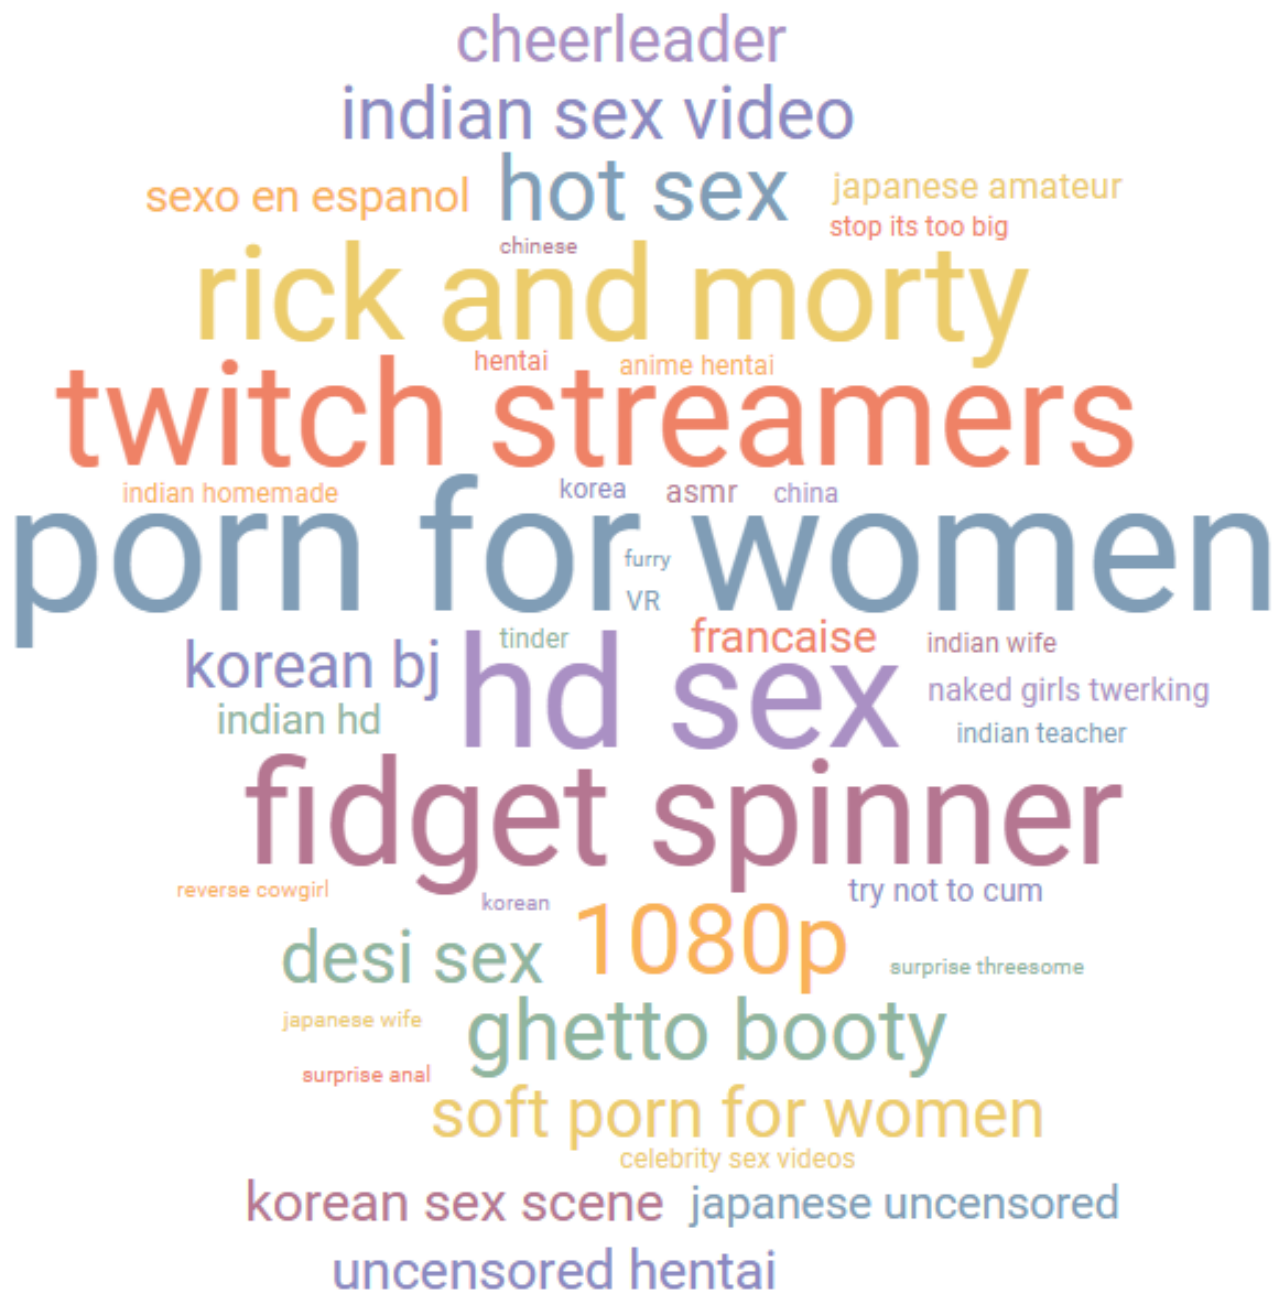 cheerleader
indian sex video
sexo en espanol
hot sex
japanese amateur
stop its too big
chinese
rick and morty
hentai
anime hentai
twitch streamers
indian homemade
korea
asmr
china
porn for women
furry
VR
tinder
francaise
indian wife
korean bj
hd sex
naked girls twerking
indian hd
indian teacher
fidget spinner
reverse cowgirl
korean
try not to cum
1080p
desi sex
surprise threesome
japanese wife
ghetto booty
surprise anal
soft porn for women
celebrity sex videos
korean sex scene
japanese uncensored
uncensored hentai